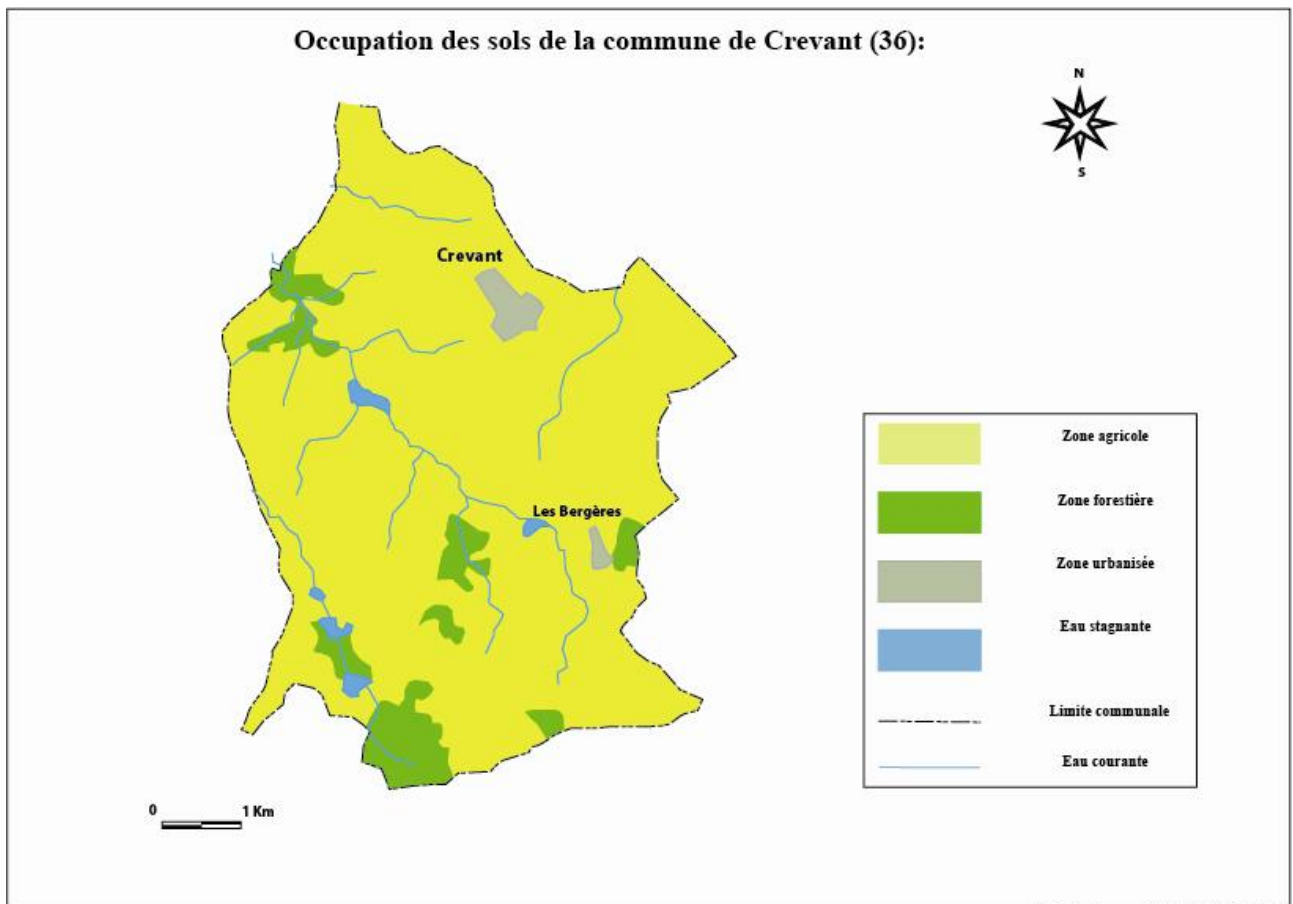 Occupation des sols de la commune de Crevant (36):
N
S
Crevant
Les Bergères
Zone agricole
Zone forestière
Zone urbanisée
Eau stagnante
Limite communale
Eau courante
0 1 Km